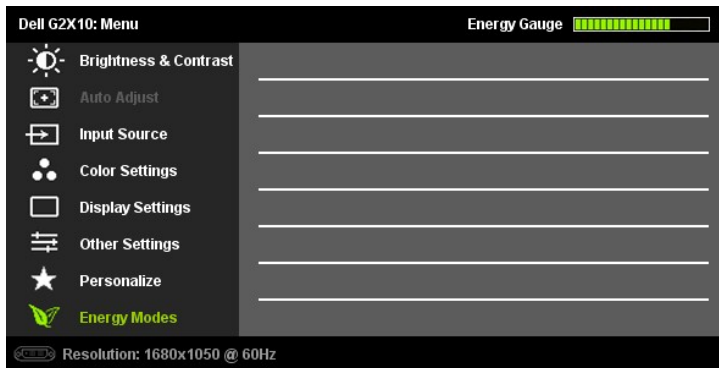 Dell G2X10: Menu
Energy Gauge
Brightness & Contrast
Auto Adjust
Input Source
Color Settings
Display Settings
Other Settings
Personalize
Energy Modes
Resolution: 1680x1050 @ 60Hz